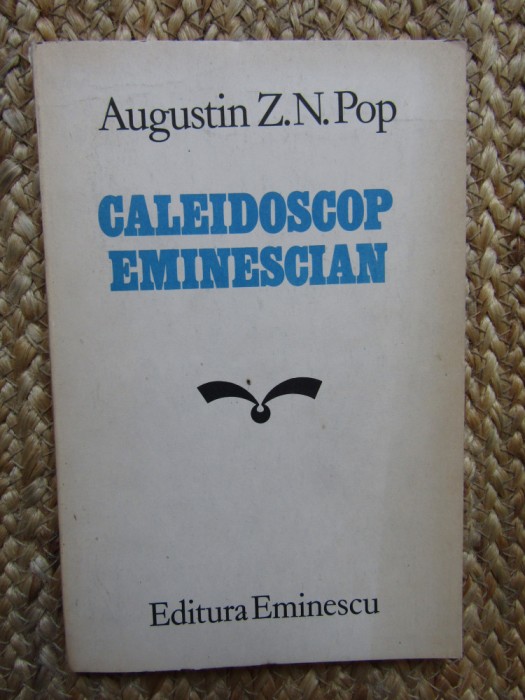 Augustin Z.N. Pop
CALEIDOSCOP
EMINESCIAN
Editura Eminescu